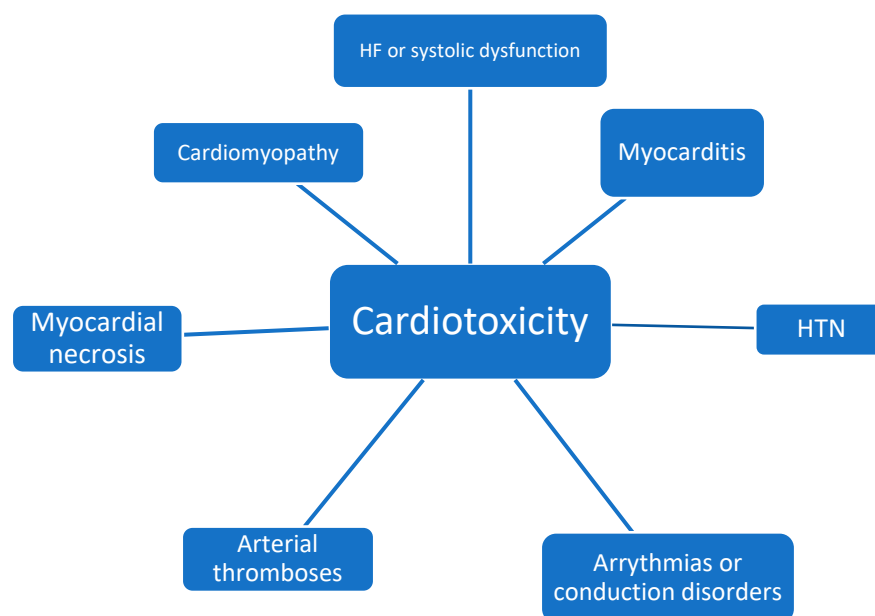 HF or systolic dysfunction
Cardiomyopathy
Myocarditis
Cardiotoxicity
Myocardial
necrosis
HTN
Arterial
thromboses
Arrythmias or
conduction disorders